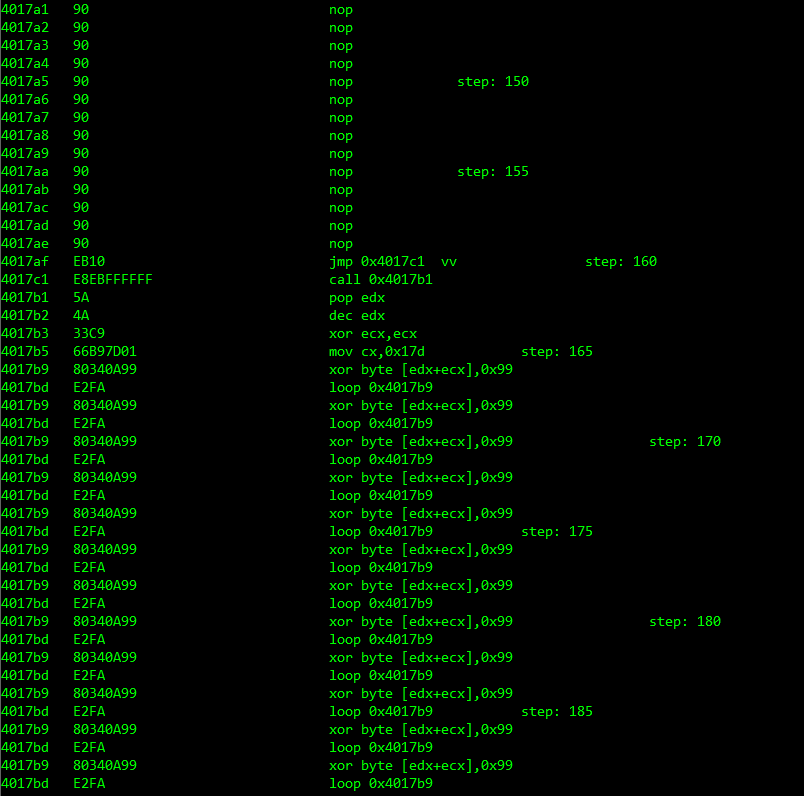 4017a1 90 nop
4017a2 90 nop
4017a3 90 nop
4017a4 90 nop
4017a5 90 nop step: 150
4017a6 90 nop
4017a7 90 nop
4017a8 90 nop
4017a9 90 nop
4017aa 90 nop step: 155
4017ab 90 nop
4017ac 90 nop
4017ad 90 nop
4017ae 90 nop
4017af EB10 jmp 0x4017c1 vv step: 160
4017c1 E8EBFFFFFF call 0x4017b1
4017b1 5A pop edx
4017b2 4A dec edx
4017b3 33C9 xor ecx,ecx
4017b5 66B97D01 mov cx,0x17d step: 165
4017b9 80340A99 xor byte [edx+ecx],0x99
4017bd E2FA loop 0x4017b9
4017b9 80340A99 xor byte [edx+ecx],0x99
4017bd E2FA loop 0x4017b9
4017b9 80340A99 xor byte [edx+ecx],0x99 step: 170
4017bd E2FA loop 0x4017b9
4017b9 80340A99 xor byte [edx+ecx],0x99
4017bd E2FA loop 0x4017b9
4017b9 80340A99 xor byte [edx+ecx],0x99
4017bd E2FA loop 0x4017b9 step: 175
4017b9 80340A99 xor byte [edx+ecx],0x99
4017bd E2FA loop 0x4017b9
4017b9 80340A99 xor byte [edx+ecx],0x99
4017bd E2FA loop 0x4017b9
4017b9 80340A99 xor byte [edx+ecx],0x99 step: 180
4017bd E2FA loop 0x4017b9
4017b9 80340A99 xor byte [edx+ecx],0x99
4017bd E2FA loop 0x4017b9
4017b9 80340A99 xor byte [edx+ecx],0x99
4017bd E2FA loop 0x4017b9 step: 185
4017b9 80340A99 xor byte [edx+ecx],0x99
4017bd E2FA loop 0x4017b9
4017b9 80340A99 xor byte [edx+ecx],0x99
4017bd E2FA loop 0x4017b9